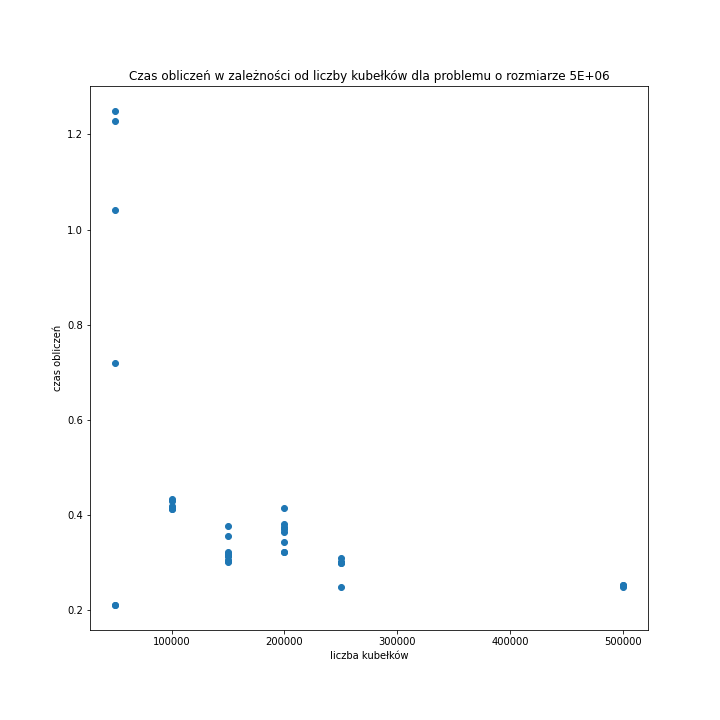 Czas obliczeń w zależności od liczby kubełków dla problemu o rozmiarze 5E+06
1.2
1.0
0.8
czas obliczeń
0.6
0.4
0.2
100000 200000 300000 400000 500000
liczba kubełków